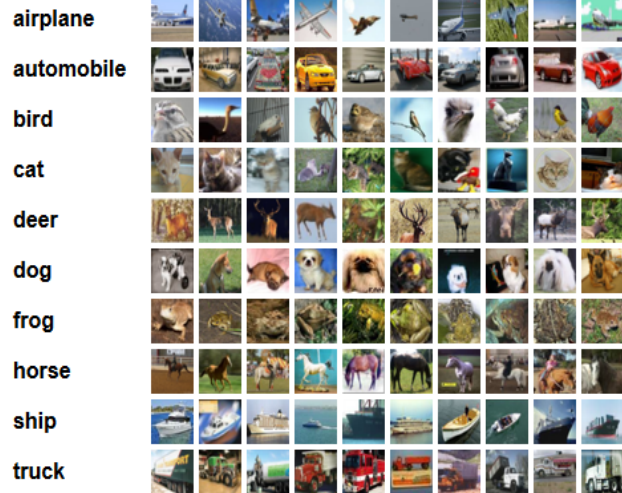 airplane
automobile
bird
cat
deer
dog
frog
horse
ship
truck